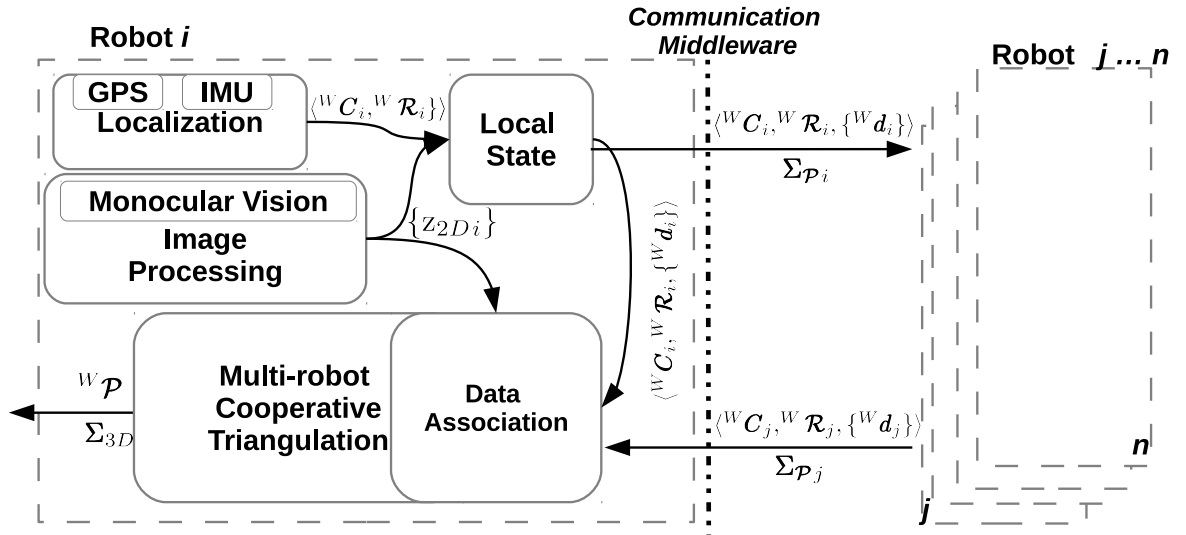 Communication
Middleware
Robot i
Robot j ... n
GPS IMU
Localization
⟨ᵂCᵢ,ᵂ𝓡ᵢ}⟩
Local
State
⟨ᵂCᵢ,ᵂ𝓡ᵢ,{ᵂdᵢ}⟩
Σ𝓟ᵢ
Monocular Vision
Image
Processing
{z₂Dᵢ}
⟨ᵂCᵢ,ᵂ𝓡ᵢ,{ᵂdᵢ}⟩
Multi-robot
Cooperative
Triangulation
Data
Association
ᵂ𝓟
Σ₃D
⟨ᵂCⱼ,ᵂ𝓡ⱼ,{ᵂdⱼ}⟩
Σ𝓟ⱼ
n
j